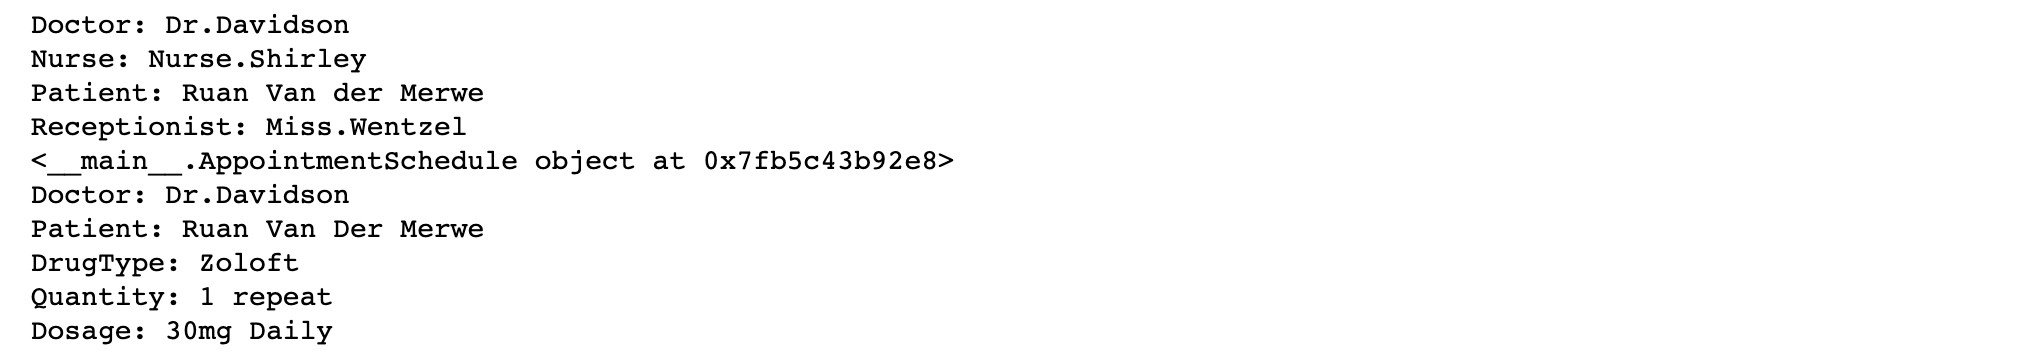 Doctor: Dr.Davidson
Nurse: Nurse.Shirley
Patient: Ruan Van der Merwe
Receptionist: Miss.Wentzel
<__main__.AppointmentSchedule object at 0x7fb5c43b92e8>
Doctor: Dr.Davidson
Patient: Ruan Van Der Merwe
DrugType: Zoloft
Quantity: 1 repeat
Dosage: 30mg Daily